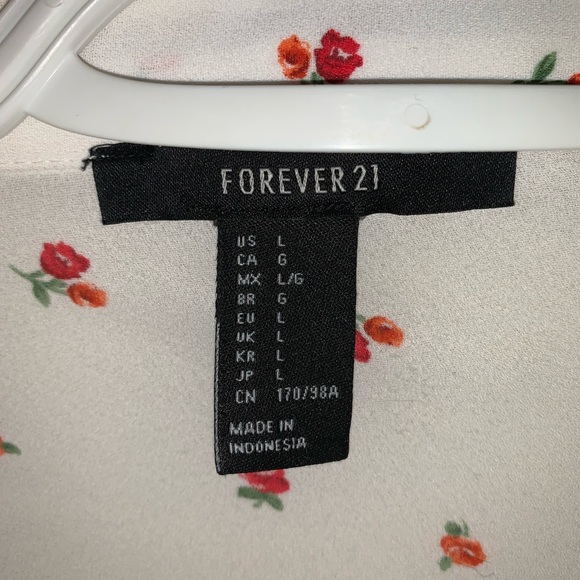 FOREVER 21
US L
CA G
MX L/G
BR G
EU L
UK L
KR L
JP L
CN 170/98A
MADE IN
INDONESIA